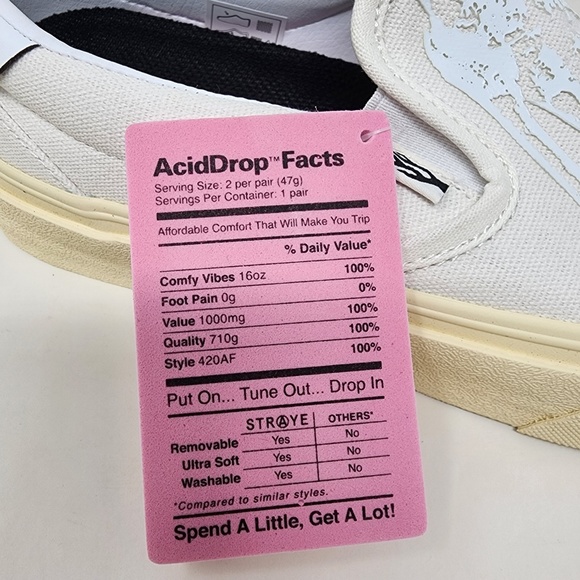 AcidDrop™ Facts
Serving Size: 2 per pair (47g)
Servings Per Container: 1 pair
Affordable Comfort That Will Make You Trip
% Daily Value*
Comfy Vibes 16oz 100%
Foot Pain 0g 0%
Value 1000mg 100%
Quality 710g 100%
Style 420AF 100%
Put On... Tune Out... Drop In
STRAYE OTHERS*
Removable Yes No
Ultra Soft Yes No
Washable Yes No
*Compared to similar styles.
Spend A Little, Get A Lot!